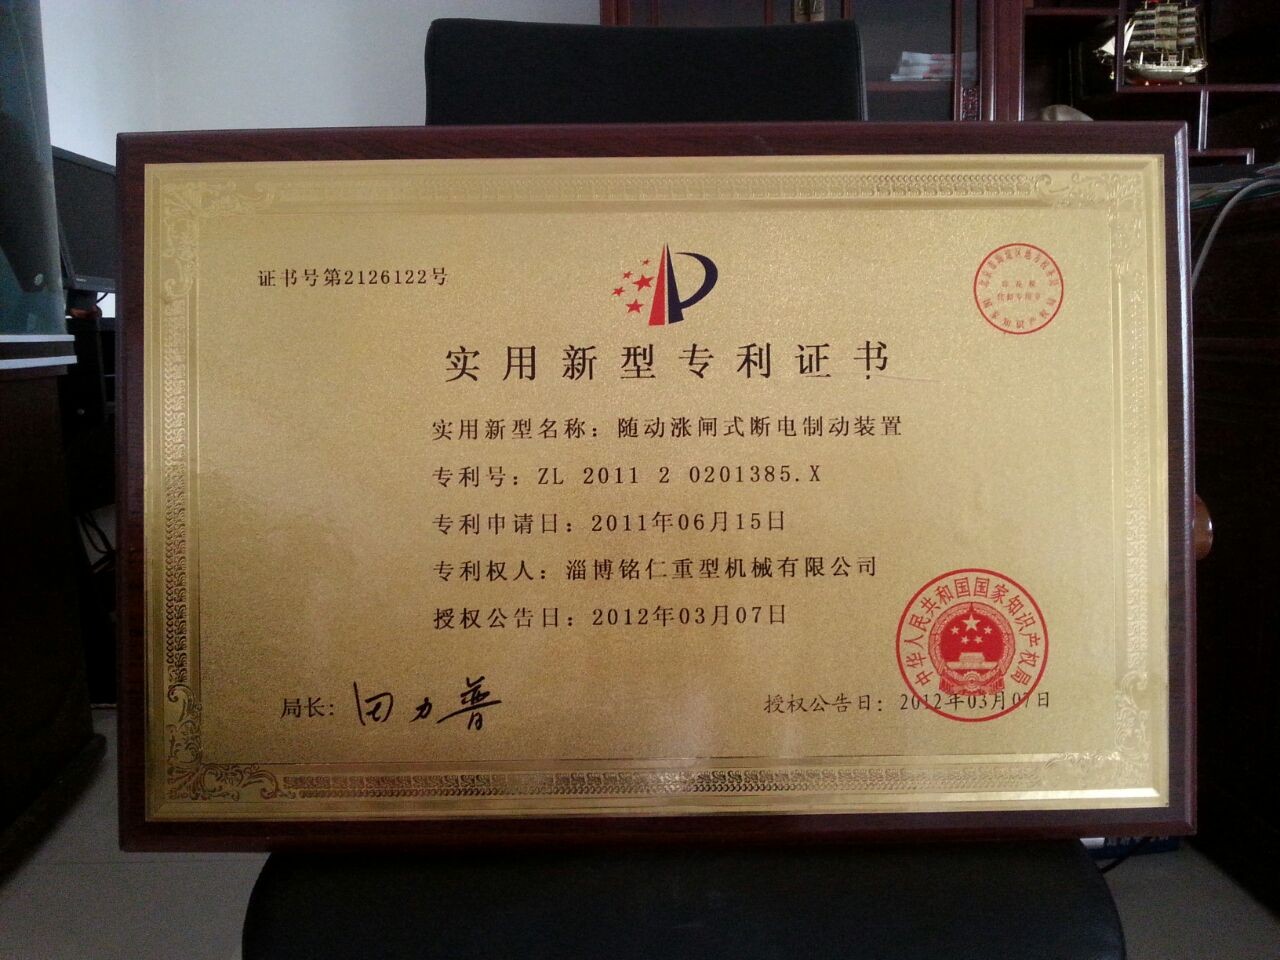 证书号第2126122号
实用新型专利证书
实用新型名称：随动涨闸式断电制动装置
专利号：ZL 2011 2 0201385.X
专利申请日：2011年06月15日
专利权人：淄博铭仁重型机械有限公司
授权公告日：2012年03月07日
中华人民共和国国家知识产权局
局长：田力普
授权公告日：2012年03月07日